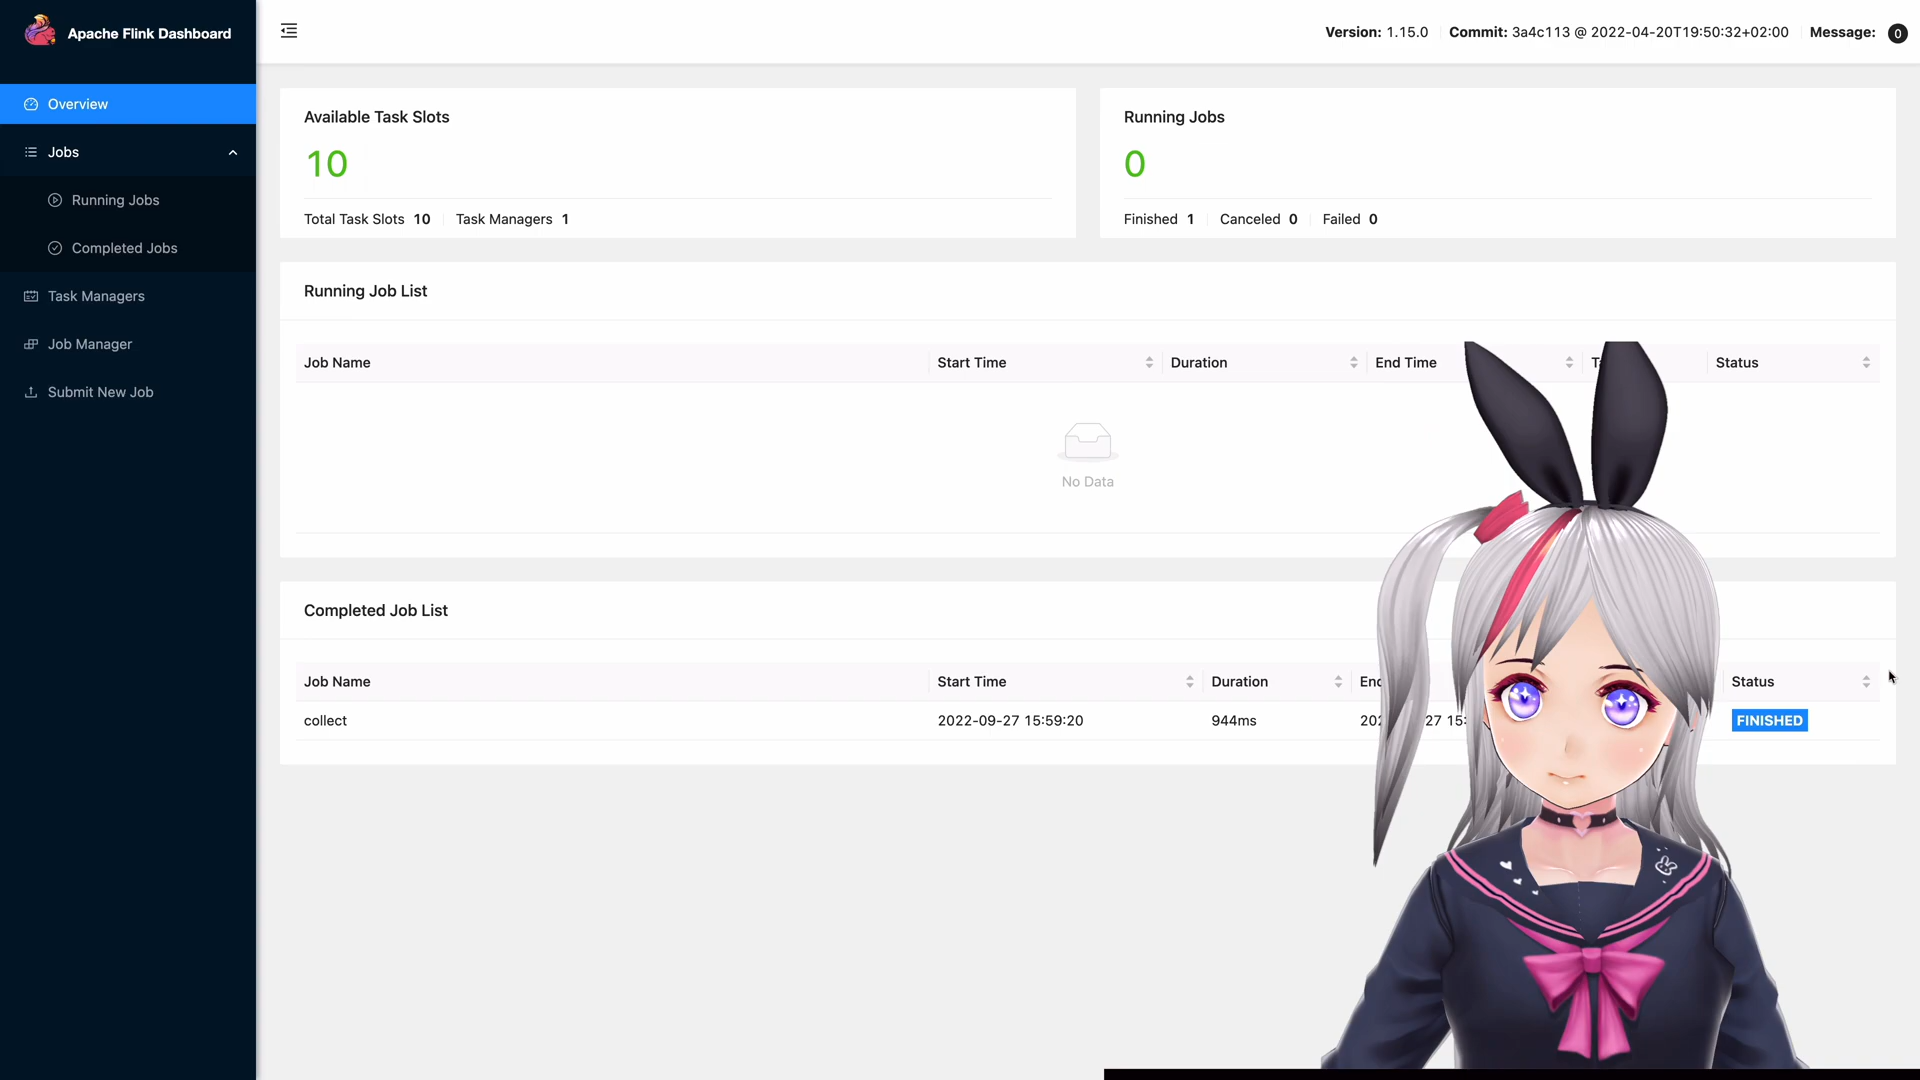 Apache Flink Dashboard
Version: 1.15.0 Commit: 3a4c113 @ 2022-04-20T19:50:32+02:00 Message: 0
Overview
Jobs
Running Jobs
Completed Jobs
Task Managers
Job Manager
Submit New Job
Available Task Slots
10
Total Task Slots 10 Task Managers 1
Running Jobs
0
Finished 1 Canceled 0 Failed 0
Running Job List
Job Name Start Time Duration End Time Status
No Data
Completed Job List
Job Name Start Time Duration Status
collect 2022-09-27 15:59:20 944ms FINISHED